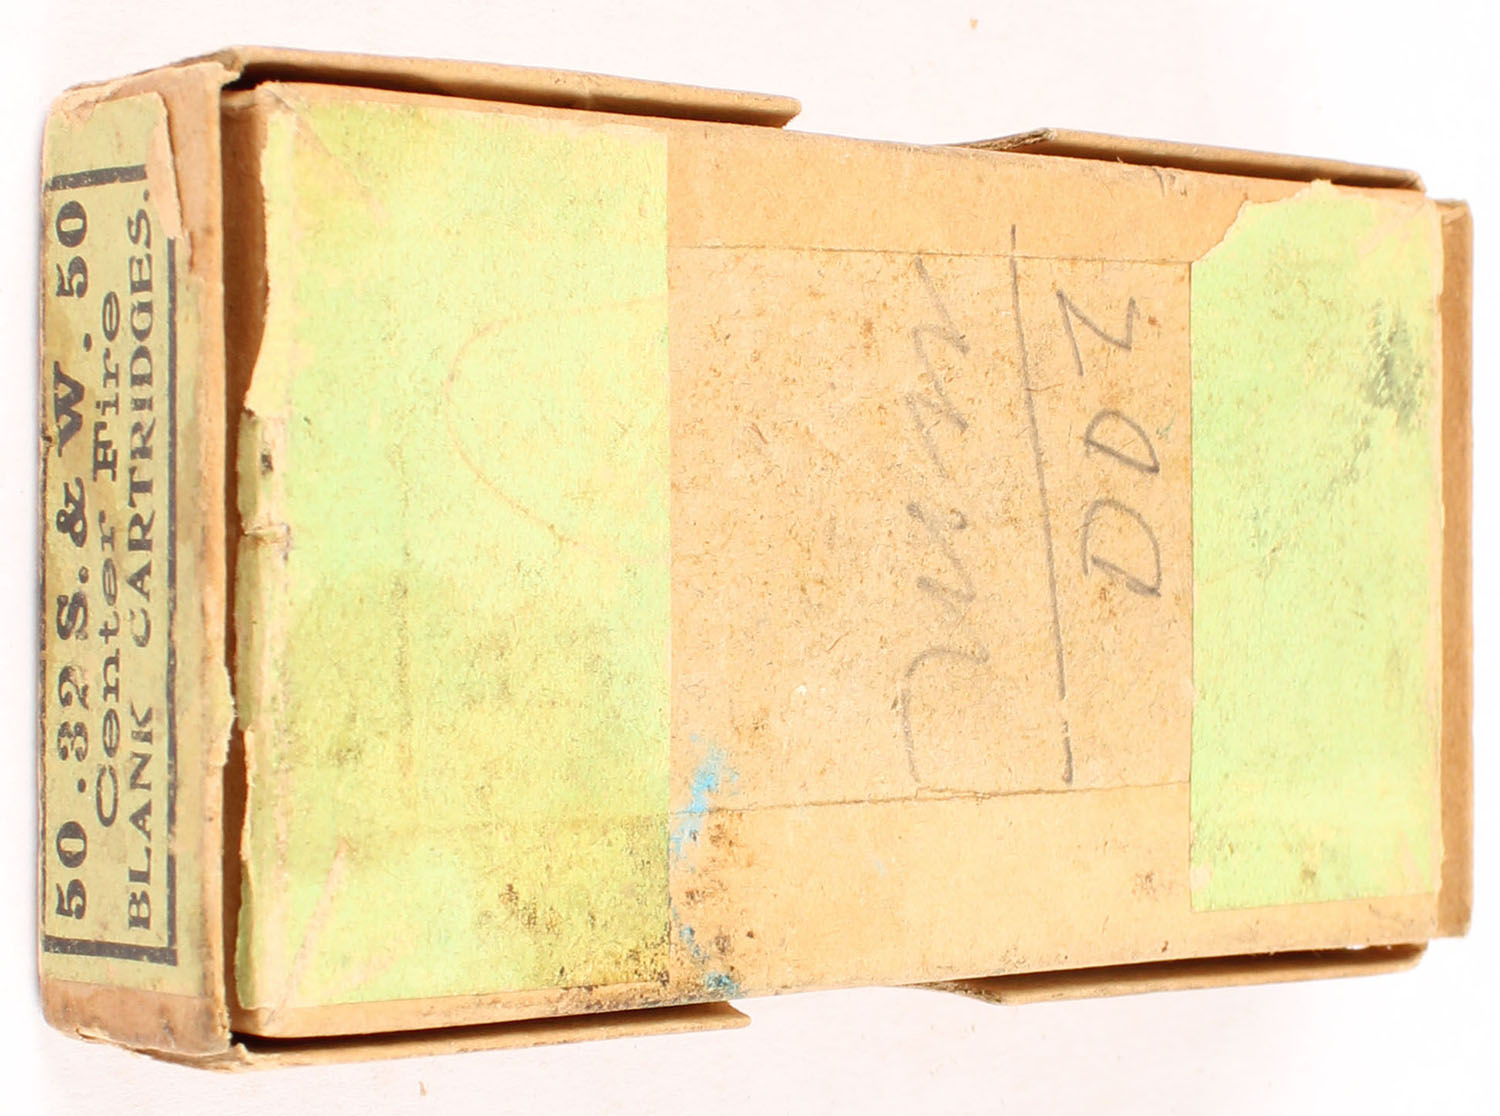 50 .32 S. & W. 50
Center Fire
BLANK CARTRIDGES.
DDZ